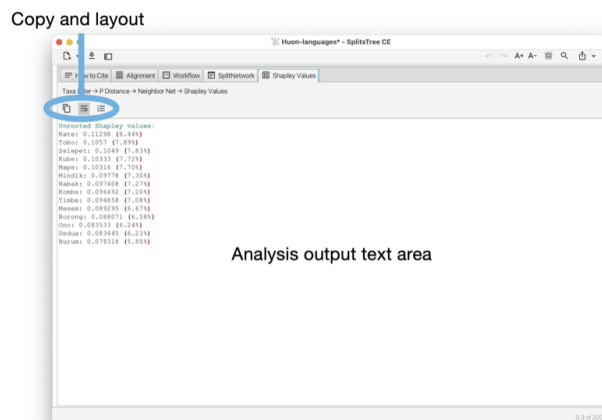 Copy and layout
Huon-languages* - SplitsTree CE
A+ A-
How to Cite Alignment Workflow SplitNetwork Shapley Values
Taxa Filter → P Distance → Neighbor Net → Shapley Values
Unrooted Shapley values:
Kate: 0.11298 (8.44%)
Tobo: 0.1057 (7.89%)
Selepet: 0.1049 (7.83%)
Kube: 0.10333 (7.72%)
Mape: 0.10316 (7.70%)
Mindik: 0.09778 (7.30%)
Nabak: 0.097408 (7.27%)
Komba: 0.096492 (7.20%)
Timbe: 0.094858 (7.08%)
Mesem: 0.089295 (6.67%)
Borong: 0.088071 (6.58%)
Ono: 0.083533 (6.24%)
Dedua: 0.083445 (6.23%)
Burum: 0.078318 (5.85%)
Analysis output text area